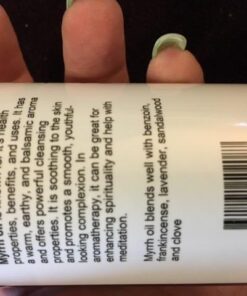 properties, benefits, and uses. It has
a warm, earthy, and balsamic aroma
and offers powerful cleansing
properties. It is soothing to the skin
and promotes a smooth, youthful-
looking complexion. In
aromatherapy, it can be great for
enhancing spirituality and help with
meditation.
Myrrh oil blends well with benzoin,
frankincense, lavender, sandalwood
and clove